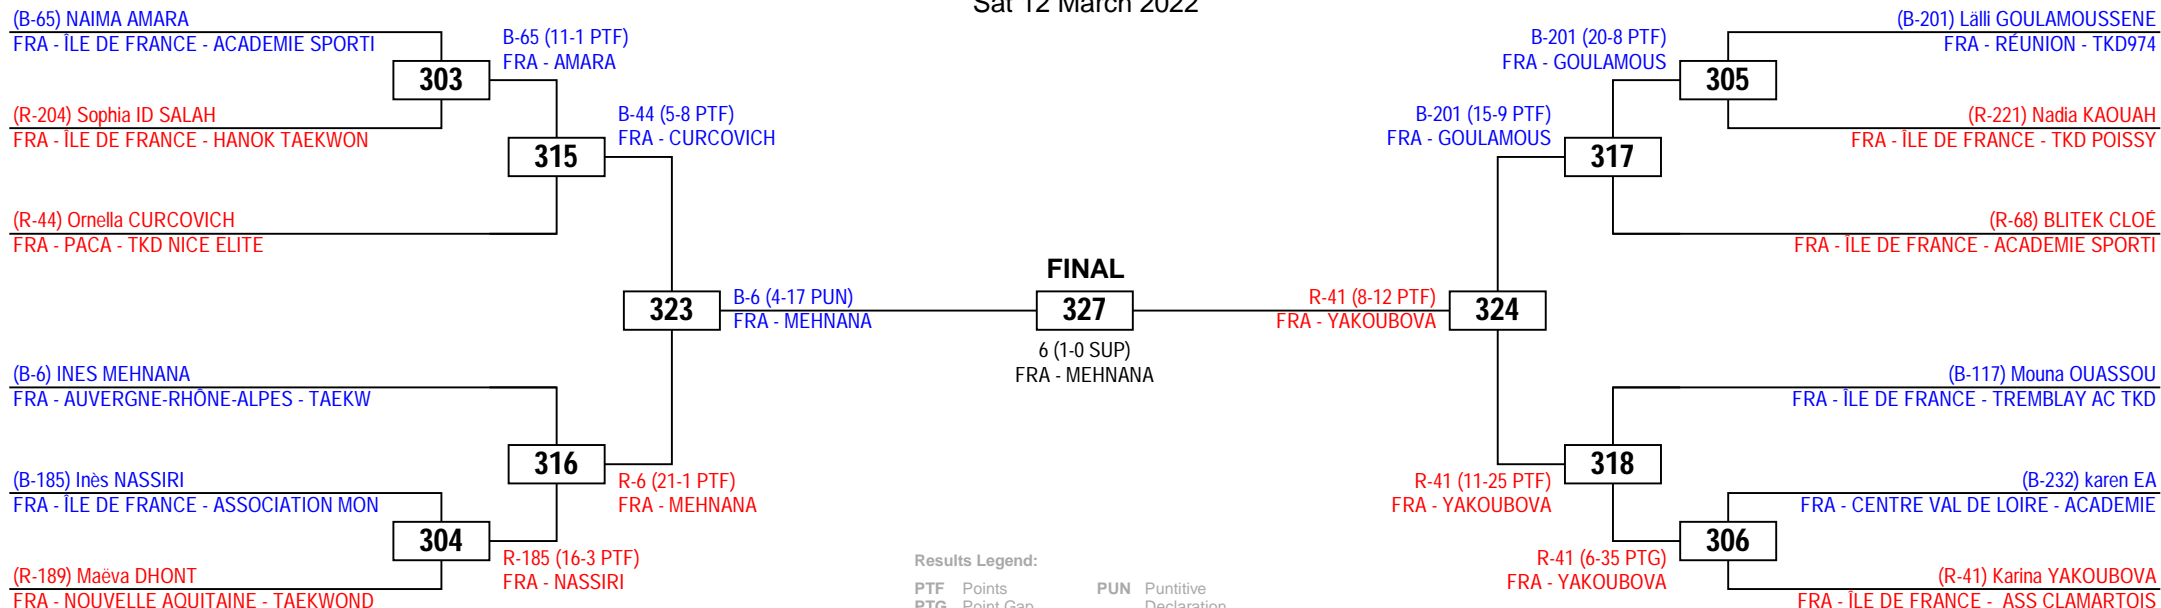 Sat 12 March 2022
(B-65) NAIMA AMARA
FRA - ÎLE DE FRANCE - ACADEMIE SPORTI
303
(R-204) Sophia ID SALAH
FRA - ÎLE DE FRANCE - HANOK TAEKWON
B-65 (11-1 PTF)
FRA - AMARA
315
(R-44) Ornella CURCOVICH
FRA - PACA - TKD NICE ELITE
B-44 (5-8 PTF)
FRA - CURCOVICH
323
(B-6) INES MEHNANA
FRA - AUVERGNE-RHÔNE-ALPES - TAEKW
316
(B-185) Inès NASSIRI
FRA - ÎLE DE FRANCE - ASSOCIATION MON
304
(R-189) Maëva DHONT
FRA - NOUVELLE AQUITAINE - TAEKWOND
R-185 (16-3 PTF)
FRA - NASSIRI
R-6 (21-1 PTF)
FRA - MEHNANA
B-6 (4-17 PUN)
FRA - MEHNANA
FINAL
327
6 (1-0 SUP)
FRA - MEHNANA
R-41 (8-12 PTF)
FRA - YAKOUBOVA
324
B-201 (15-9 PTF)
FRA - GOULAMOUS
317
B-201 (20-8 PTF)
FRA - GOULAMOUS
305
(B-201) Lälli GOULAMOUSSENE
FRA - RÉUNION - TKD974
(R-221) Nadia KAOUAH
FRA - ÎLE DE FRANCE - TKD POISSY
(R-68) BLITEK CLOÉ
FRA - ÎLE DE FRANCE - ACADEMIE SPORTI
(B-117) Mouna OUASSOU
FRA - ÎLE DE FRANCE - TREMBLAY AC TKD
318
R-41 (11-25 PTF)
FRA - YAKOUBOVA
(B-232) karen EA
FRA - CENTRE VAL DE LOIRE - ACADEMIE
306
R-41 (6-35 PTG)
FRA - YAKOUBOVA
(R-41) Karina YAKOUBOVA
FRA - ÎLE DE FRANCE - ASS CLAMARTOIS
Results Legend:
PTF Points
PTG Point Gap
PUN Puntitive
Declaration